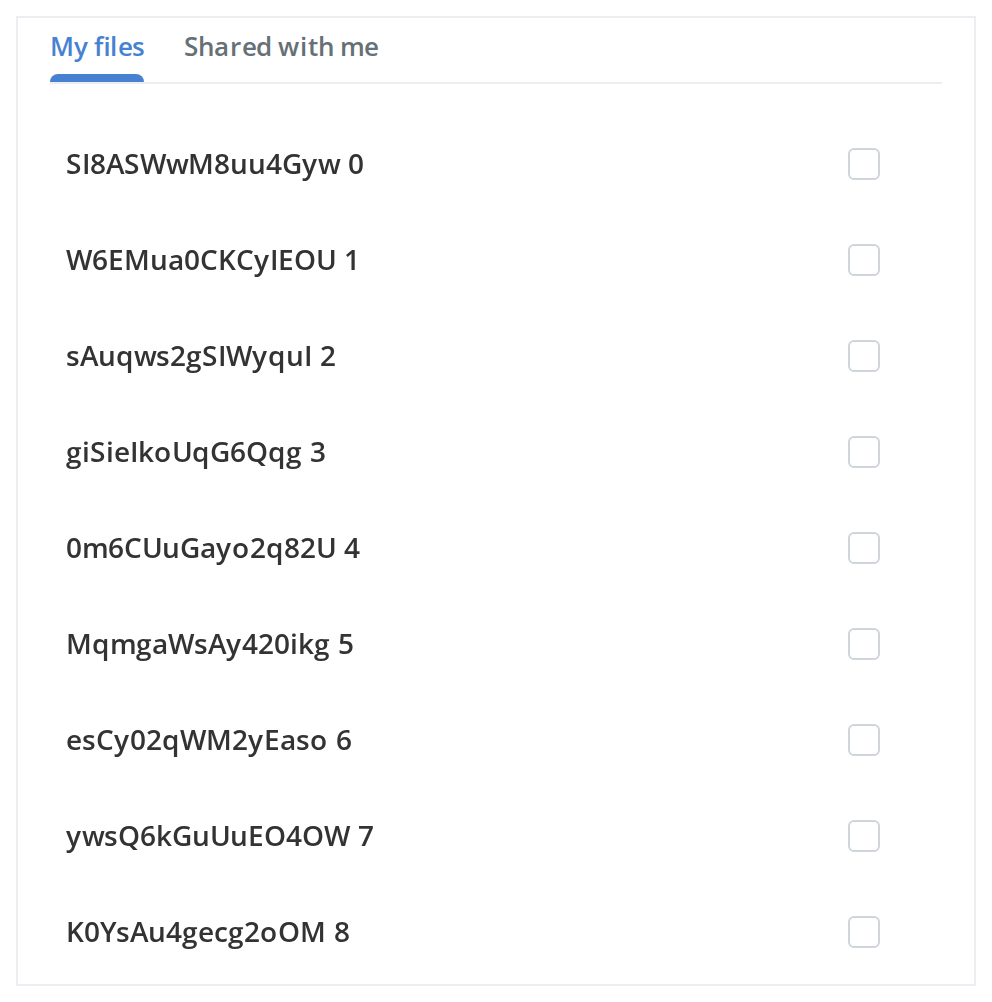 My files Shared with me
SI8ASWwM8uu4Gyw 0
W6EMua0CKCyIEOU 1
sAuqws2gSIWyquI 2
giSieIkoUqG6Qqg 3
0m6CUuGayo2q82U 4
MqmgaWsAy420ikg 5
esCy02qWM2yEaso 6
ywsQ6kGuUuEO4OW 7
K0YsAu4gecg2oOM 8